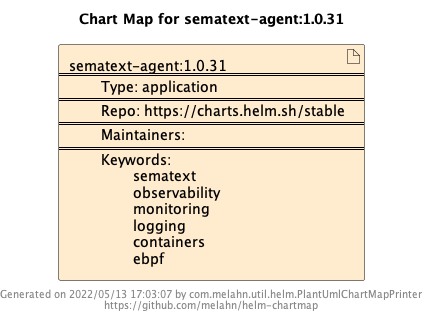 Chart Map for sematext-agent:1.0.31
sematext-agent:1.0.31
Type: application
Repo: https://charts.helm.sh/stable
Maintainers:
Keywords:
sematext
observability
monitoring
logging
containers
ebpf
Generated on 2022/05/13 17:03:07 by com.melahn.util.helm.PlantUmlChartMapPrinter
https://github.com/melahn/helm-chartmap